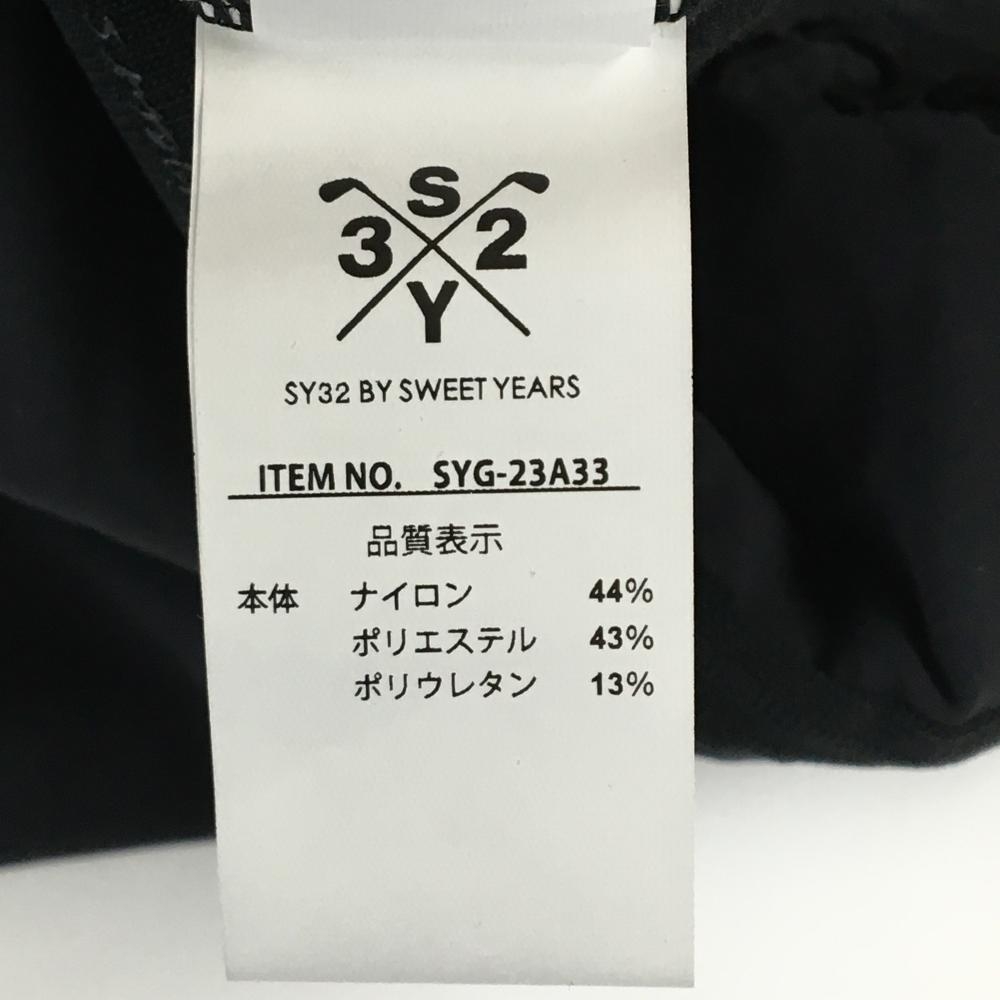 S
3 2
Y
SY32 BY SWEET YEARS
ITEM NO. SYG-23A33
品質表示
本体 ナイロン 44%
ポリエステル 43%
ポリウレタン 13%